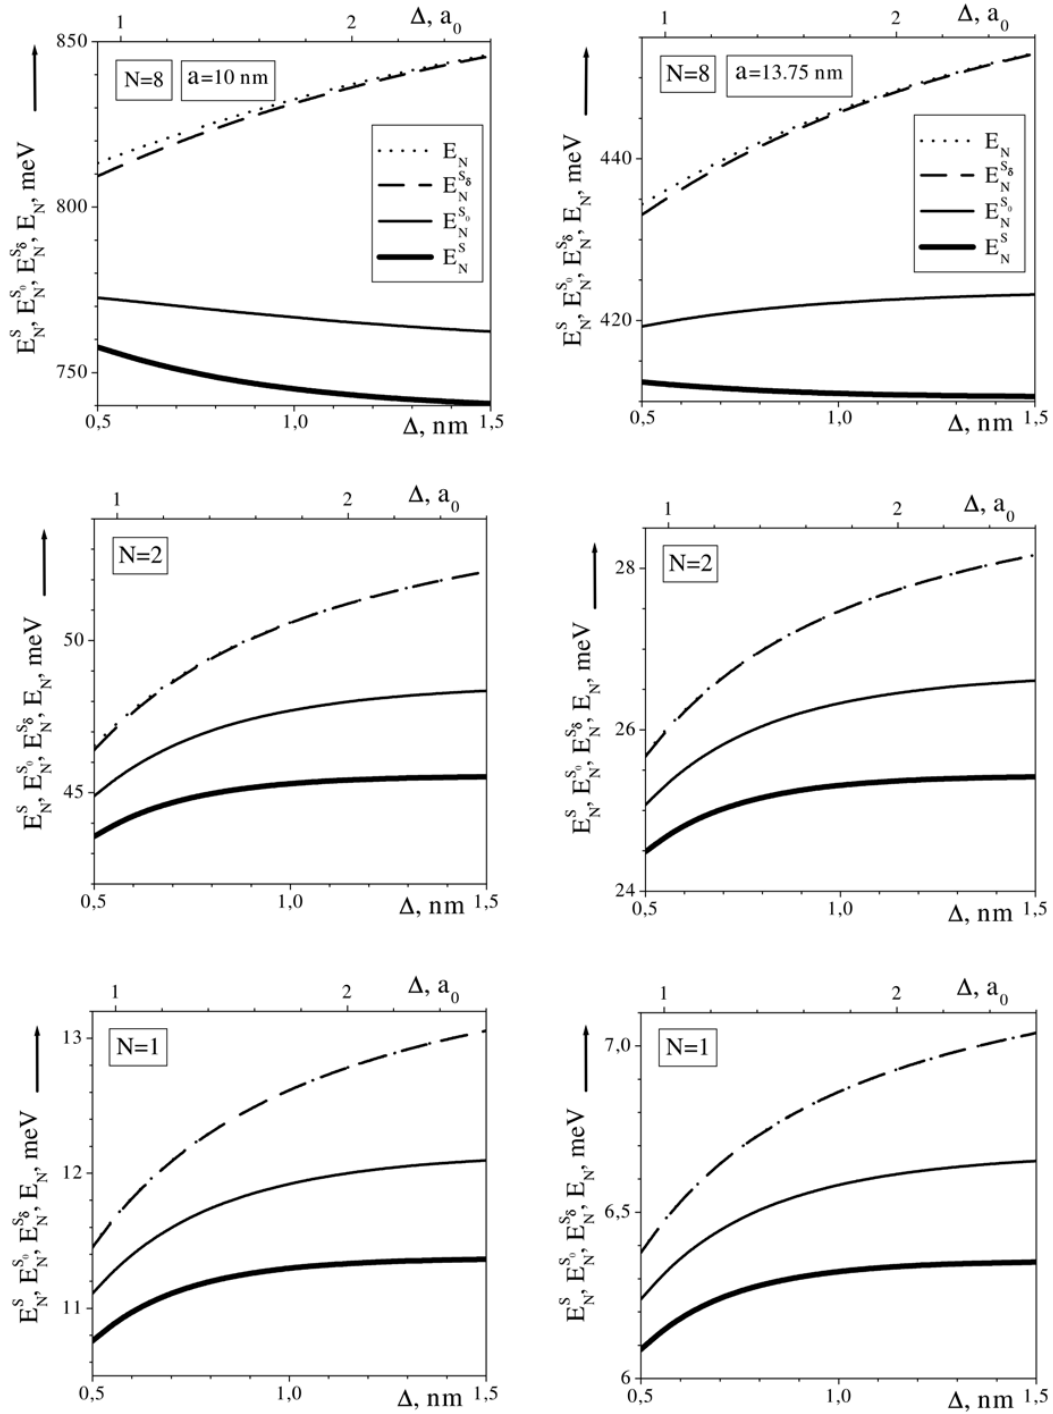 1 2 Δ, a₀
850
N=8 a=10 nm
E_N
E_N^{Sδ}
E_N^{S₀}
E_N^S
800
750
E_N^S, E_N^{S₀}, E_N^{Sδ}, E_N, meV
0,5 1,0 Δ, nm 1,5
1 2 Δ, a₀
N=8 a=13.75 nm
E_N
E_N^{Sδ}
E_N^{S₀}
E_N^S
440
420
E_N^S, E_N^{S₀}, E_N^{Sδ}, E_N, meV
0,5 1,0 Δ, nm 1,5
1 2 Δ, a₀
N=2
50
45
E_N^S, E_N^{S₀}, E_N^{Sδ}, E_N, meV
0,5 1,0 Δ, nm 1,5
1 2 Δ, a₀
N=2
28
26
24
E_N^S, E_N^{S₀}, E_N^{Sδ}, E_N, meV
0,5 1,0 Δ, nm 1,5
1 2 Δ, a₀
N=1
13
12
11
E_N^S, E_N^{S₀}, E_N^{Sδ}, E_N, meV
0,5 1,0 Δ, nm 1,5
1 2 Δ, a₀
N=1
7,0
6,5
6
E_N^S, E_N^{S₀}, E_N^{Sδ}, E_N, meV
0,5 1,0 Δ, nm 1,5